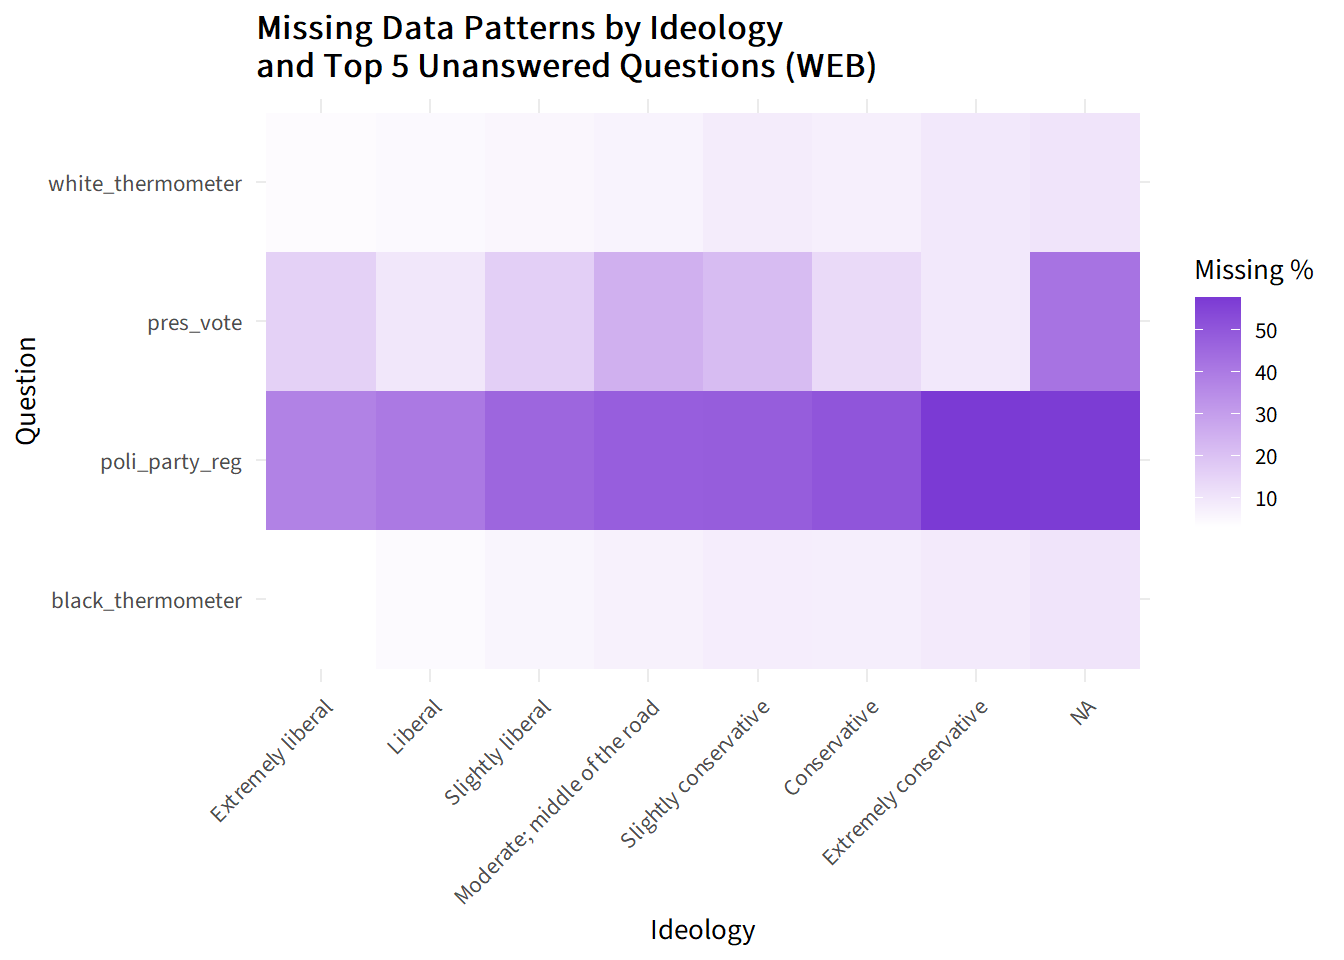 Missing Data Patterns by Ideology
and Top 5 Unanswered Questions (WEB)
Question
white_thermometer
pres_vote
poli_party_reg
black_thermometer
Extremely liberal
Liberal
Slightly liberal
Moderate; middle of the road
Slightly conservative
Conservative
Extremely conservative
NA
Ideology
Missing %
50
40
30
20
10